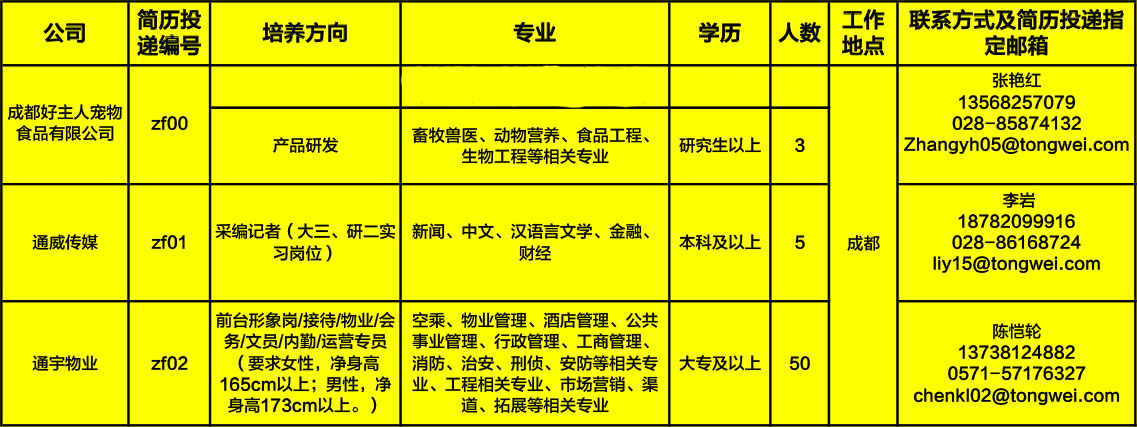 公司
简历投
递编号
培养方向
专业
学历
人数
工作
地点
联系方式及简历投递指
定邮箱
成都好主人宠物
食品有限公司
zf00
产品研发
畜牧兽医、动物营养、食品工程、
生物工程等相关专业
研究生以上
3
成都
张艳红
13568257079
028-85874132
Zhangyh05@tongwei.com
通威传媒
zf01
采编记者（大三、研二实
习岗位）
新闻、中文、汉语言文学、金融、
财经
本科及以上
5
李岩
18782099916
028-86168724
liy15@tongwei.com
通宇物业
zf02
前台形象岗/接待/物业/会
务/文员/内勤/运营专员
（要求女性，净身高
165cm以上；男性，净
身高173cm以上。）
空乘、物业管理、酒店管理、公共
事业管理、行政管理、工商管理、
消防、治安、刑侦、安防等相关专
业、工程相关专业、市场营销、渠
道、拓展等相关专业
大专及以上
50
陈恺轮
13738124882
0571-57176327
chenkl02@tongwei.com